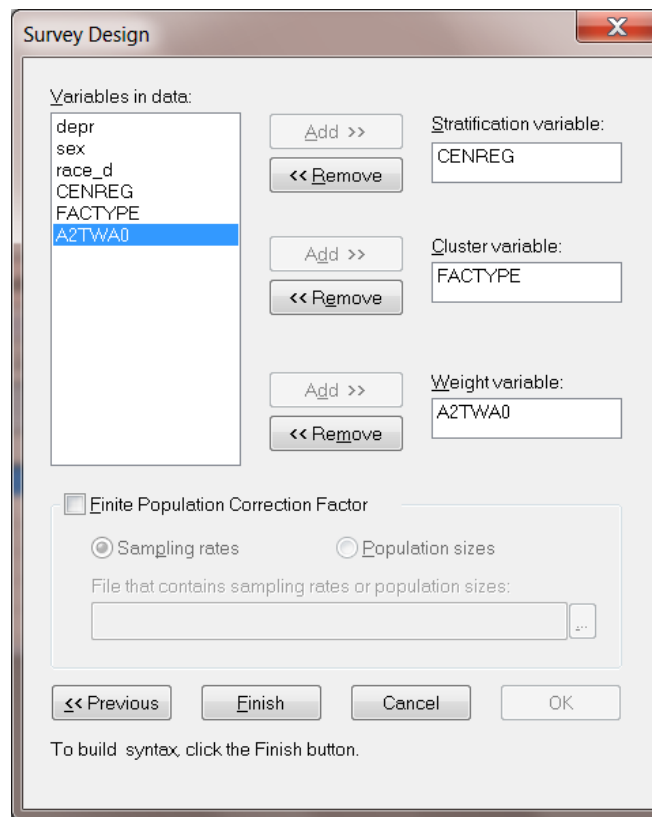 Survey Design
Variables in data:
depr
sex
race_d
CENREG
FACTYPE
A2TWA0
Add >>
<< Remove
Stratification variable:
CENREG
Add >>
<< Remove
Cluster variable:
FACTYPE
Add >>
<< Remove
Weight variable:
A2TWA0
Finite Population Correction Factor
Sampling rates
Population sizes
File that contains sampling rates or population sizes:
...
<< Previous
Finish
Cancel
OK
To build syntax, click the Finish button.